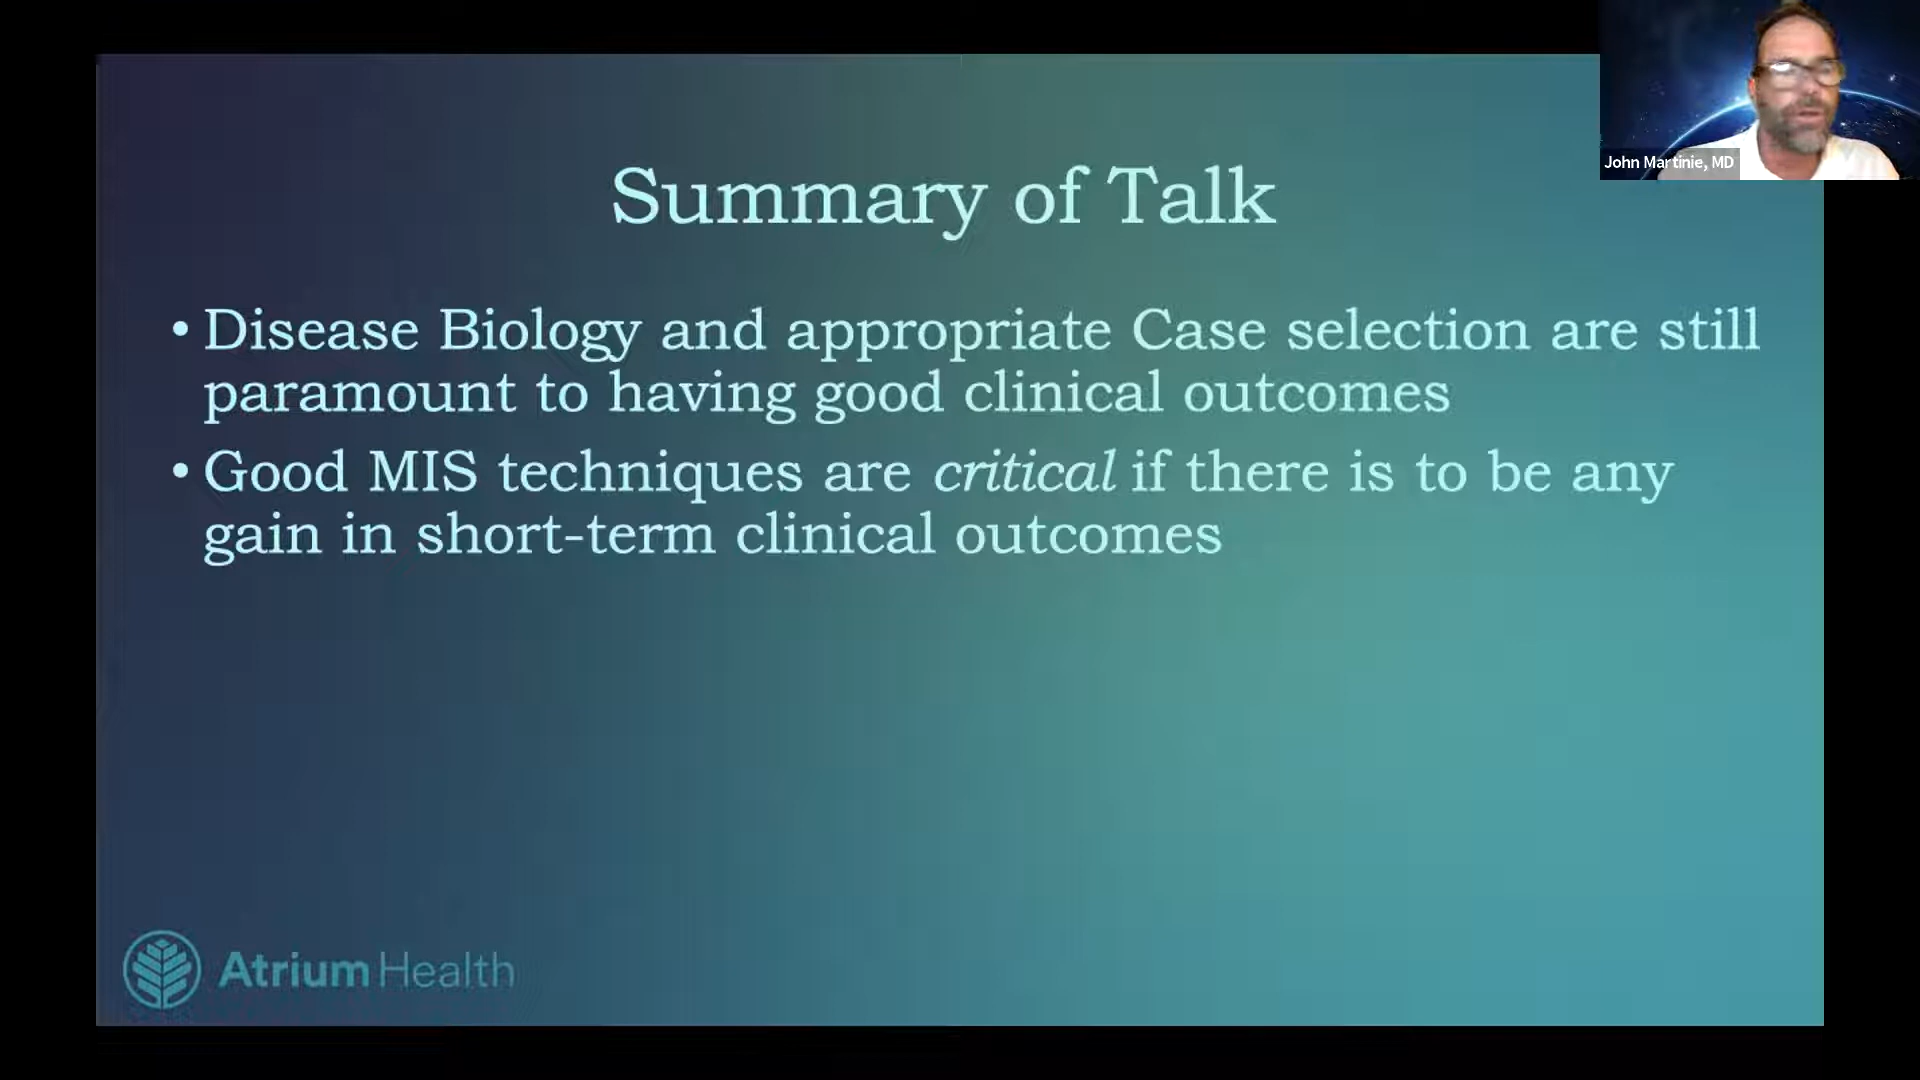 John Martinie, MD
Summary of Talk
• Disease Biology and appropriate Case selection are still
paramount to having good clinical outcomes
• Good MIS techniques are critical if there is to be any
gain in short-term clinical outcomes
Atrium Health